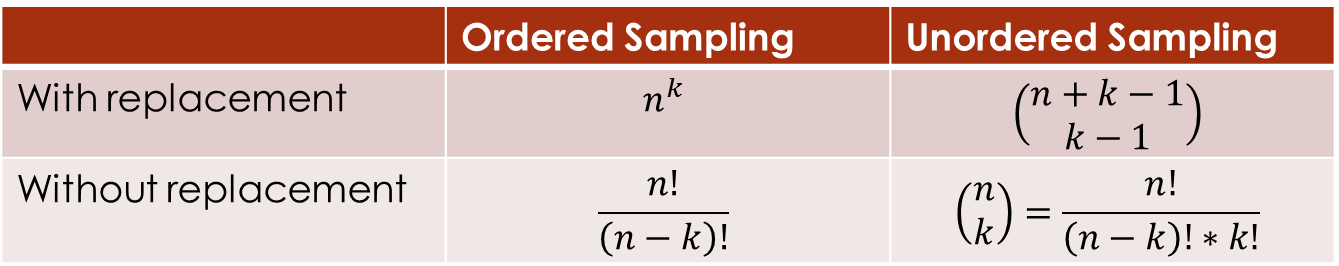 Ordered Sampling Unordered Sampling
With replacement n^k (n + k − 1 choose k − 1)
Without replacement n!/(n − k)! (n choose k) = n!/((n − k)! * k!)